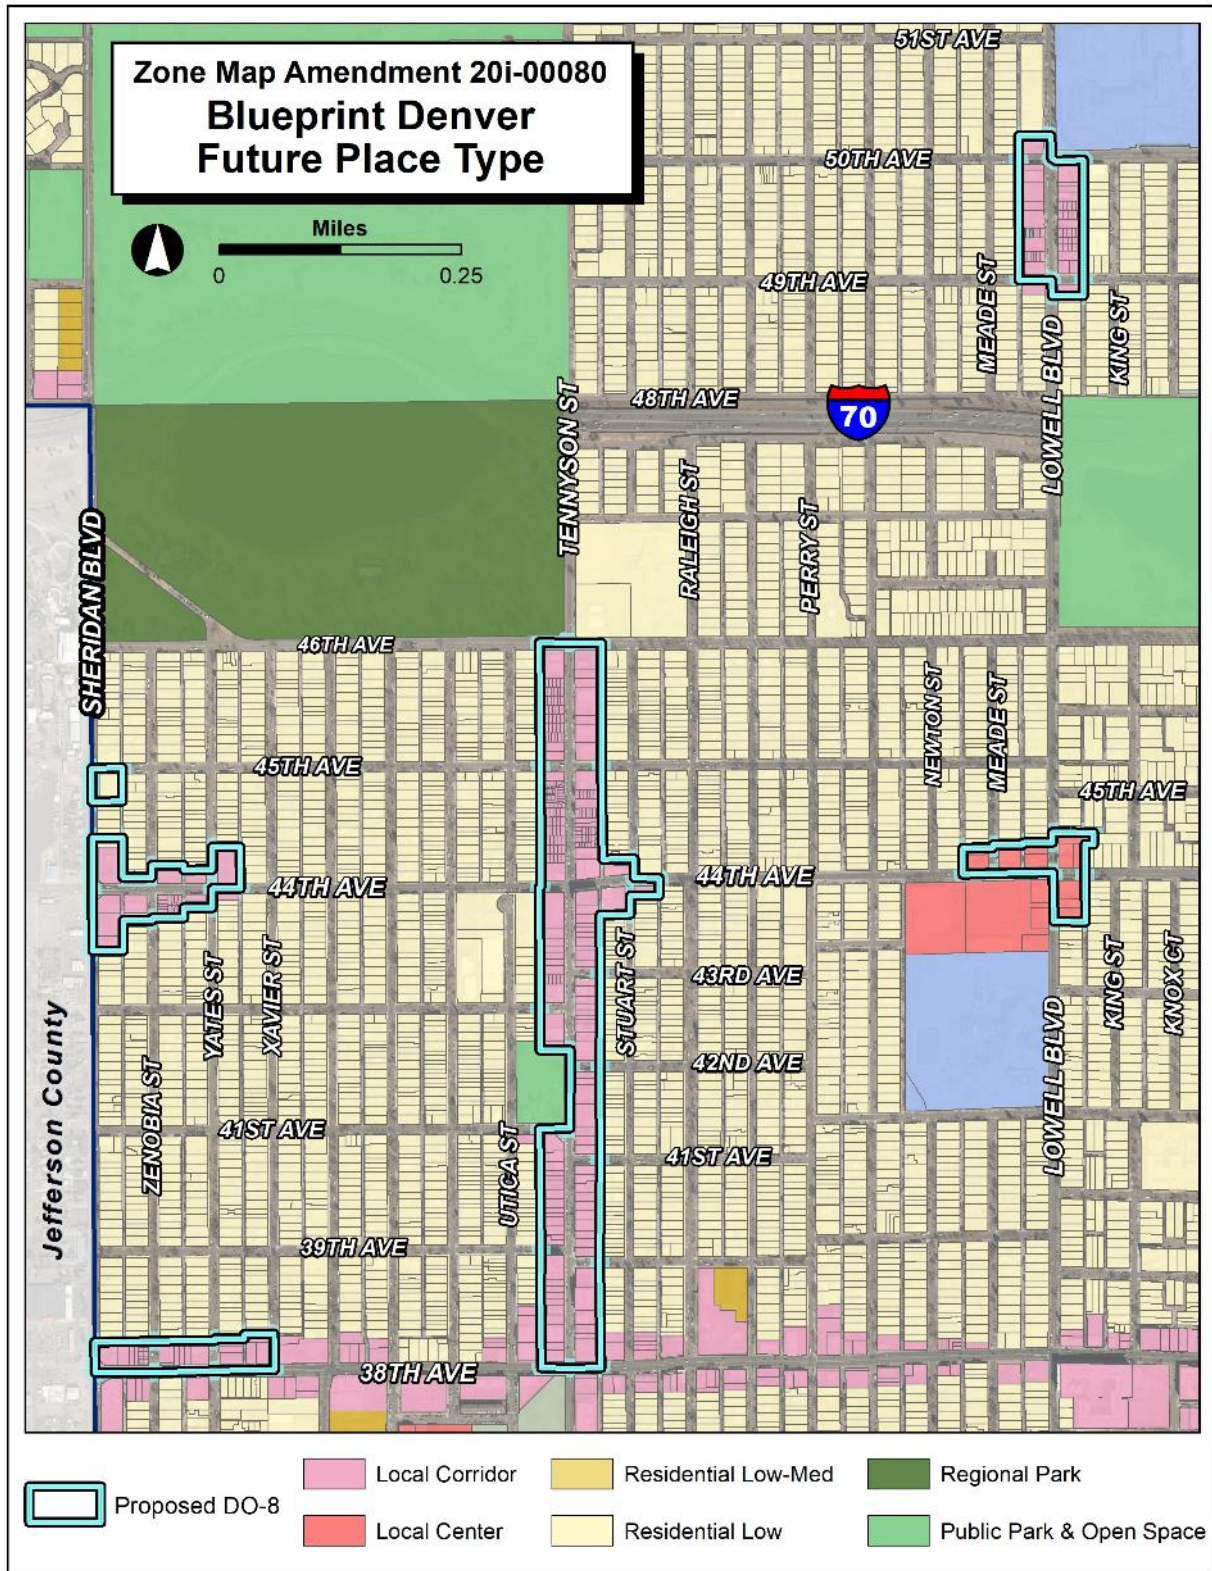 Zone Map Amendment 20i-00080
Blueprint Denver
Future Place Type
Miles
0 0.25
51ST AVE
50TH AVE
49TH AVE
MEADE ST
LOWELL BLVD
KING ST
48TH AVE
70
TENNYSON ST
RALEIGH ST
PERRY ST
SHERIDAN BLVD
46TH AVE
NEWTON ST
MEADE ST
45TH AVE
45TH AVE
44TH AVE
44TH AVE
STUART ST
43RD AVE
YATES ST
XAVIER ST
KING ST
KNOX CT
Jefferson County
ZENOBIA ST
42ND AVE
LOWELL BLVD
41ST AVE
UTICA ST
41ST AVE
39TH AVE
38TH AVE
Proposed DO-8
Local Corridor
Local Center
Residential Low-Med
Residential Low
Regional Park
Public Park & Open Space